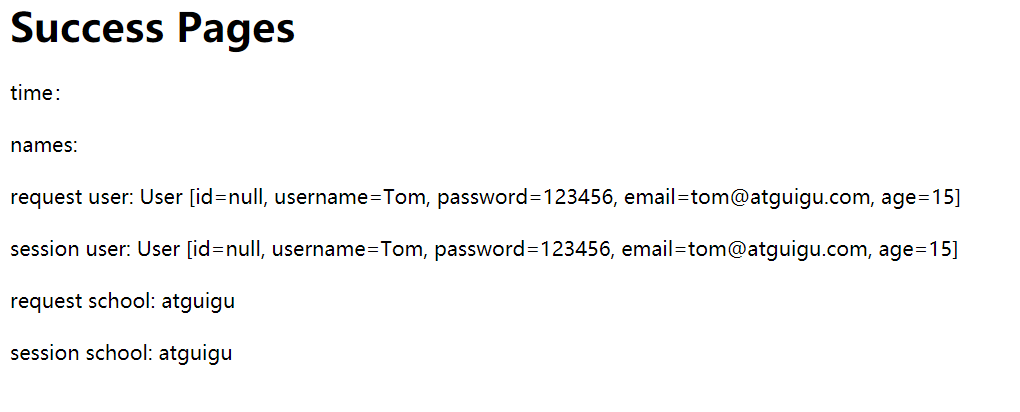 Success Pages
time:
names:
request user: User [id=null, username=Tom, password=123456, email=tom@atguigu.com, age=15]
session user: User [id=null, username=Tom, password=123456, email=tom@atguigu.com, age=15]
request school: atguigu
session school: atguigu